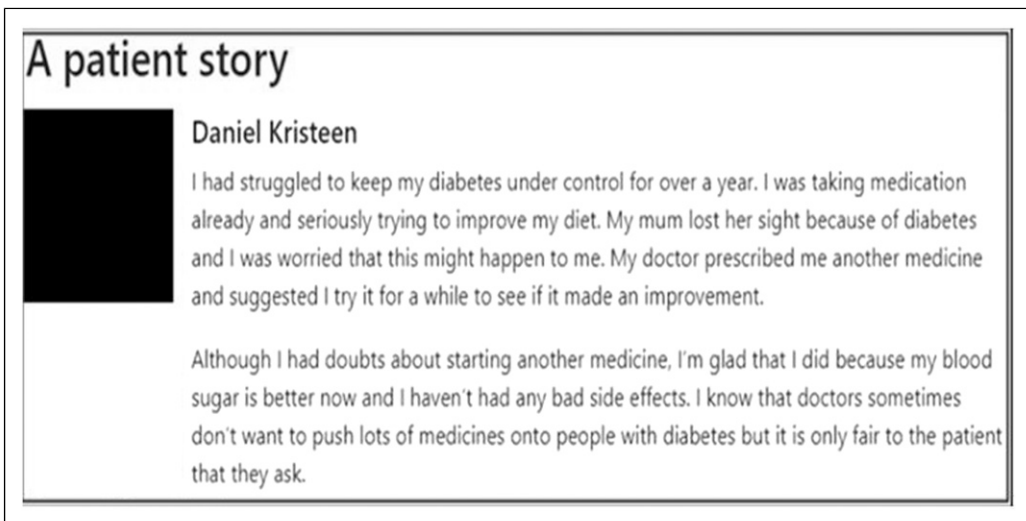 A patient story
Daniel Kristeen
I had struggled to keep my diabetes under control for over a year. I was taking medication
already and seriously trying to improve my diet. My mum lost her sight because of diabetes
and I was worried that this might happen to me. My doctor prescribed me another medicine
and suggested I try it for a while to see if it made an improvement.
Although I had doubts about starting another medicine, I'm glad that I did because my blood
sugar is better now and I haven't had any bad side effects. I know that doctors sometimes
don't want to push lots of medicines onto people with diabetes but it is only fair to the patient
that they ask.